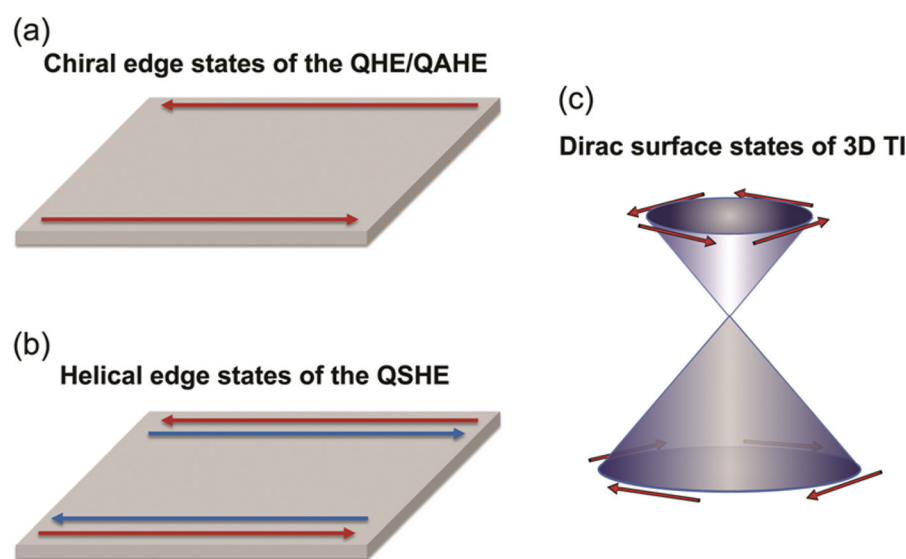 (a)
Chiral edge states of the QHE/QAHE
(b)
Helical edge states of the QSHE
(c)
Dirac surface states of 3D TI